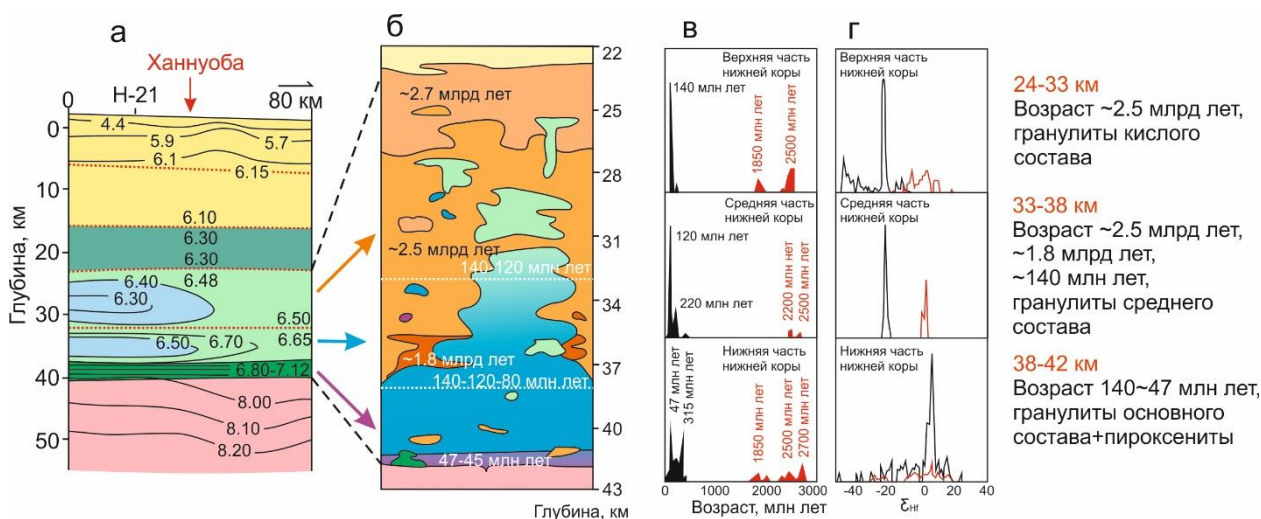 а
Ханнуоба
0
Н-21
80 км
Глубина, км
0
10
20
30
40
50
4.4
5.9
5.7
6.1
6.15
6.10
6.30
6.30
6.40
6.48
6.30
6.50
6.50
6.70
6.65
6.80-7.12
8.00
8.10
8.20
б
22
25
28
31
34
37
40
43
Глубина, км
~2.7 млрд лет
~2.5 млрд лет
140-120 млн лет
~1.8 млрд лет
140-120-80 млн лет
47-45 млн лет
в
Верхняя часть
нижней коры
140 млн лет
1850 млн лет
2500 млн лет
Средняя часть
нижней коры
120 млн лет
220 млн лет
2200 млн нет
2500 млн лет
Нижняя часть
нижней коры
47 млн лет
315 млн лет
1850 млн лет
2500 млн лет
2700 млн лет
0 1000 2000 3000
Возраст, млн лет
г
Верхняя часть
нижней коры
Средняя часть
нижней коры
Нижняя часть
нижней коры
-40 -20 0 20 40
ℰHf
24-33 км
Возраст ~2.5 млрд лет,
гранулиты кислого
состава
33-38 км
Возраст ~2.5 млрд лет,
~1.8 млрд лет,
~140 млн лет,
гранулиты среднего
состава
38-42 км
Возраст 140~47 млн лет,
гранулиты основного
состава+пироксениты